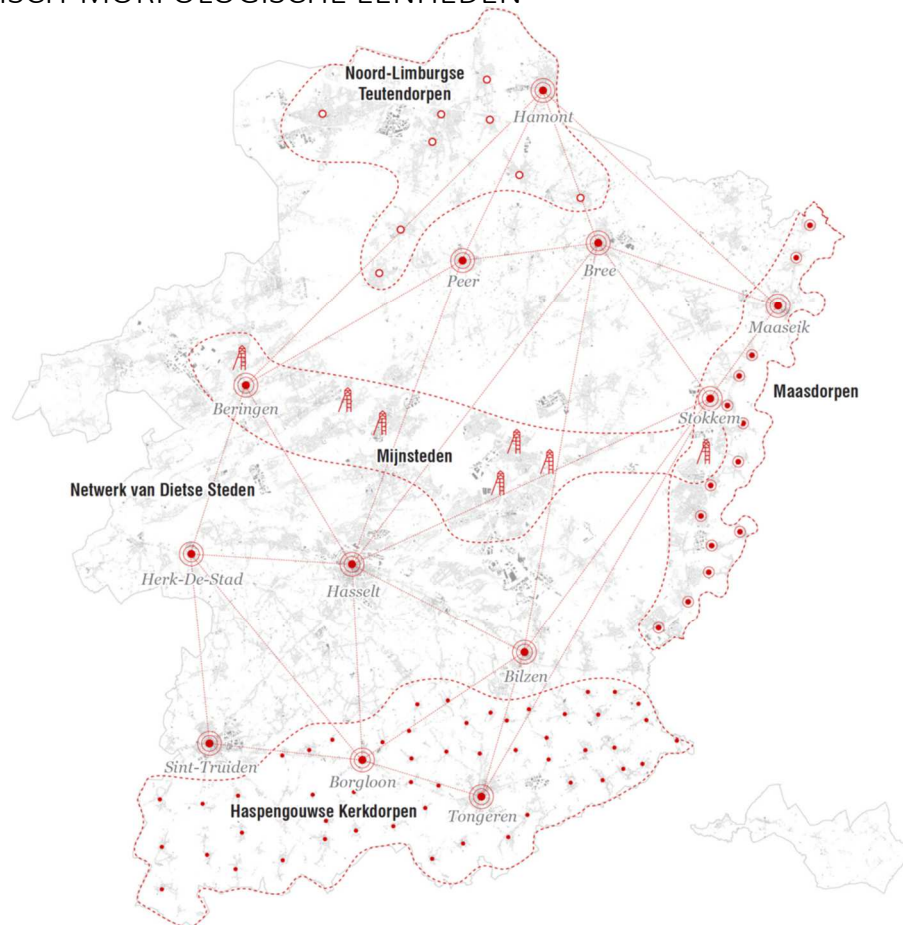 Noord-Limburgse
Teutendorpen
Hamont
Peer
Bree
Maaseik
Beringen
Stokkem
Maasdorpen
Mijnsteden
Netwerk van Dietse Steden
Herk-De-Stad
Hasselt
Bilzen
Sint-Truiden
Borgloon
Haspengouwse Kerkdorpen
Tongeren